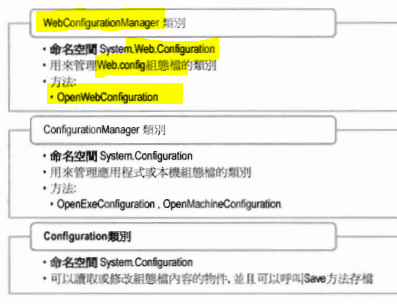 WebConfigurationManager 類別
• 命名空間 System.Web.Configuration
• 用來管理Web.config組態檔的類別
• 方法:
• OpenWebConfiguration
ConfigurationManager 類別
• 命名空間 System.Configuration
• 用來管理應用程式或本機組態檔的類別
• 方法:
• OpenExeConfiguration , OpenMachineConfiguration
Configuration類別
• 命名空間 System.Configuration
• 可以讀取或修改組態檔內容的物件, 並且可以呼叫Save方法存檔